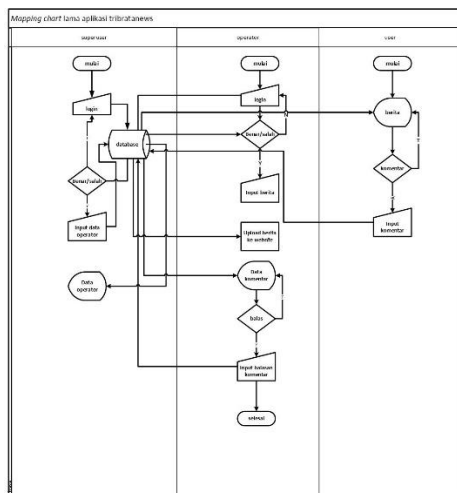 Mapping chart lama aplikasi tribratanews
superuser
operator
user
mulai
mulai
mulai
login
login
berita
database
Benar/salah
komentar
Benar/salah
Input berita
Input data
operator
Input
komentar
Upload berita
ke website
Data
operator
Data
komentar
balas
Input balasan
komentar
selesai